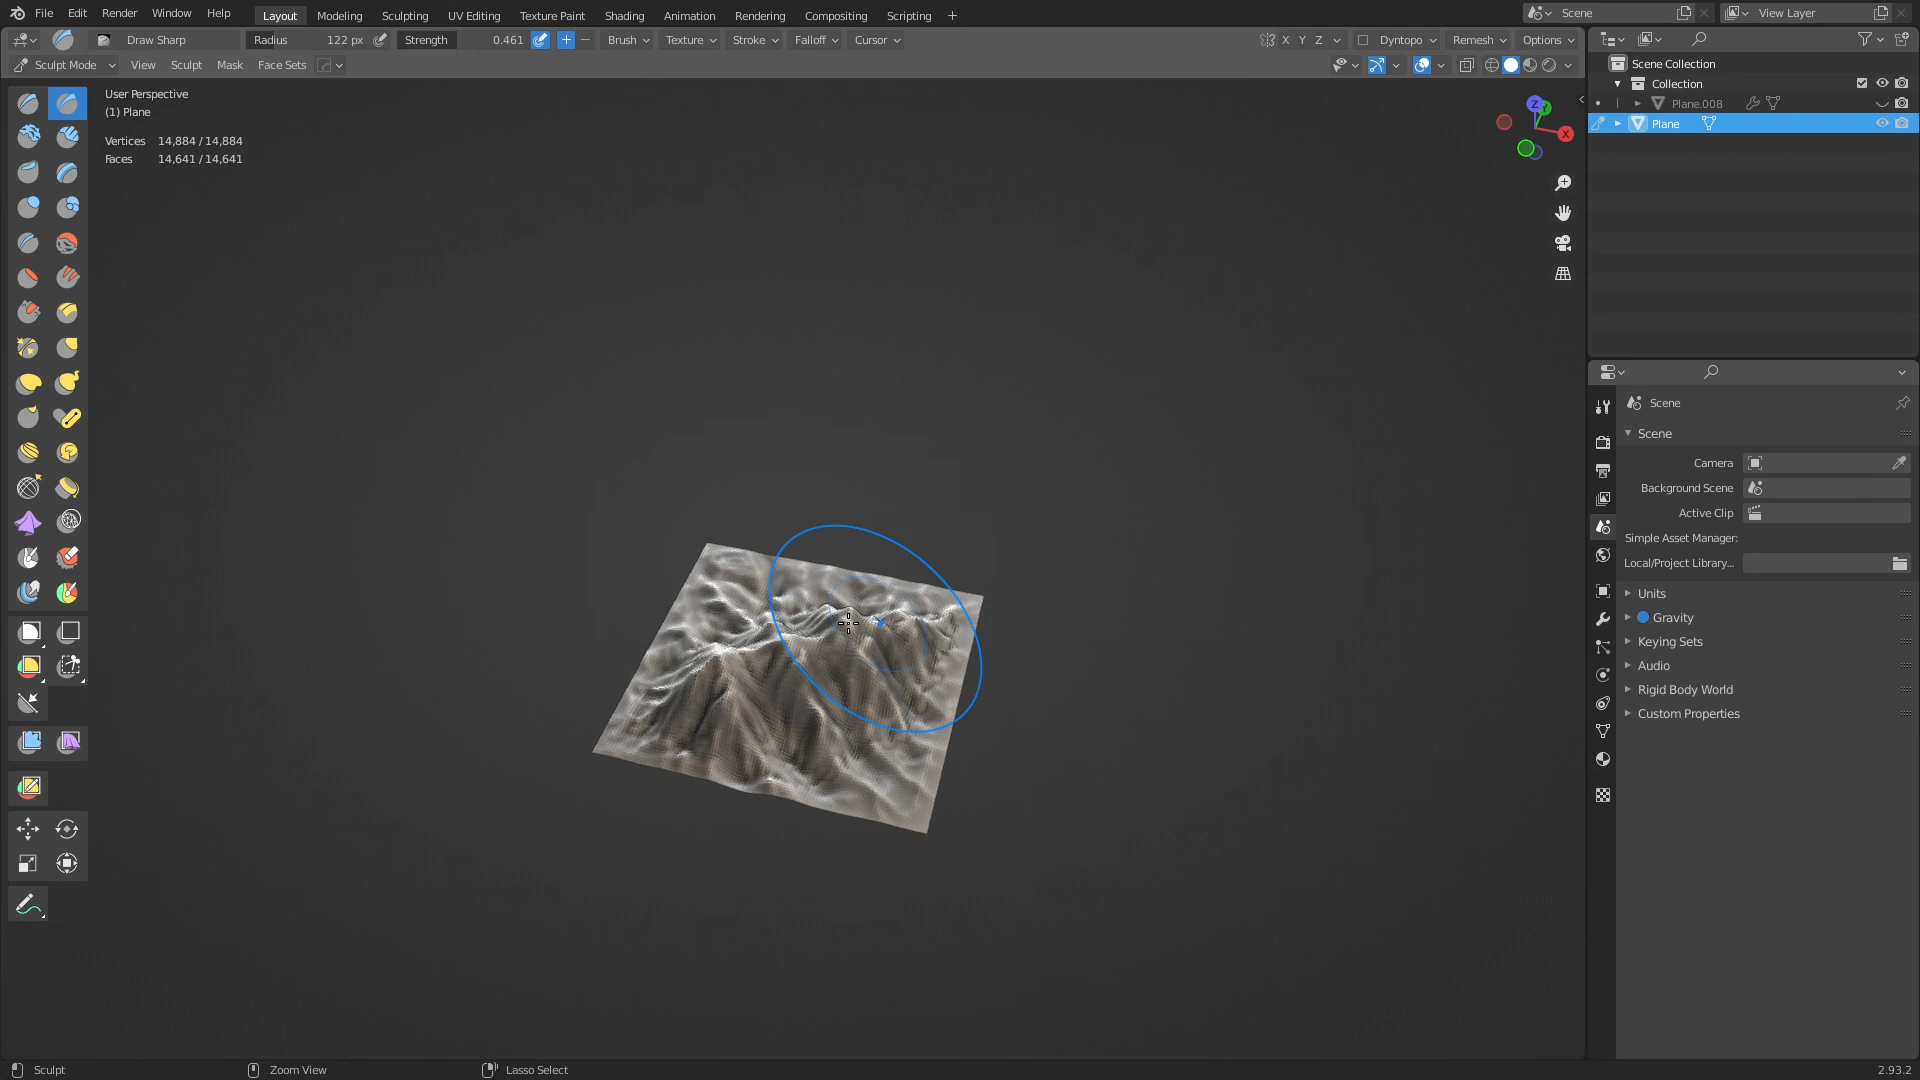 File Edit Render Window Help Layout Modeling Sculpting UV Editing Texture Paint Shading Animation Rendering Compositing Scripting + Scene View Layer
Draw Sharp Radius 122 px Strength 0.461 + − Brush Texture Stroke Falloff Cursor X Y Z Dyntopo Remesh Options
Sculpt Mode View Sculpt Mask Face Sets
User Perspective
(1) Plane
Vertices 14,884 / 14,884
Faces 14,641 / 14,641
Z
Y
X
Scene Collection
Collection
Plane.008
Plane
Scene
Scene
Camera
Background Scene
Active Clip
Simple Asset Manager:
Local/Project Library...
Units
Gravity
Keying Sets
Audio
Rigid Body World
Custom Properties
Sculpt Zoom View Lasso Select 2.93.2